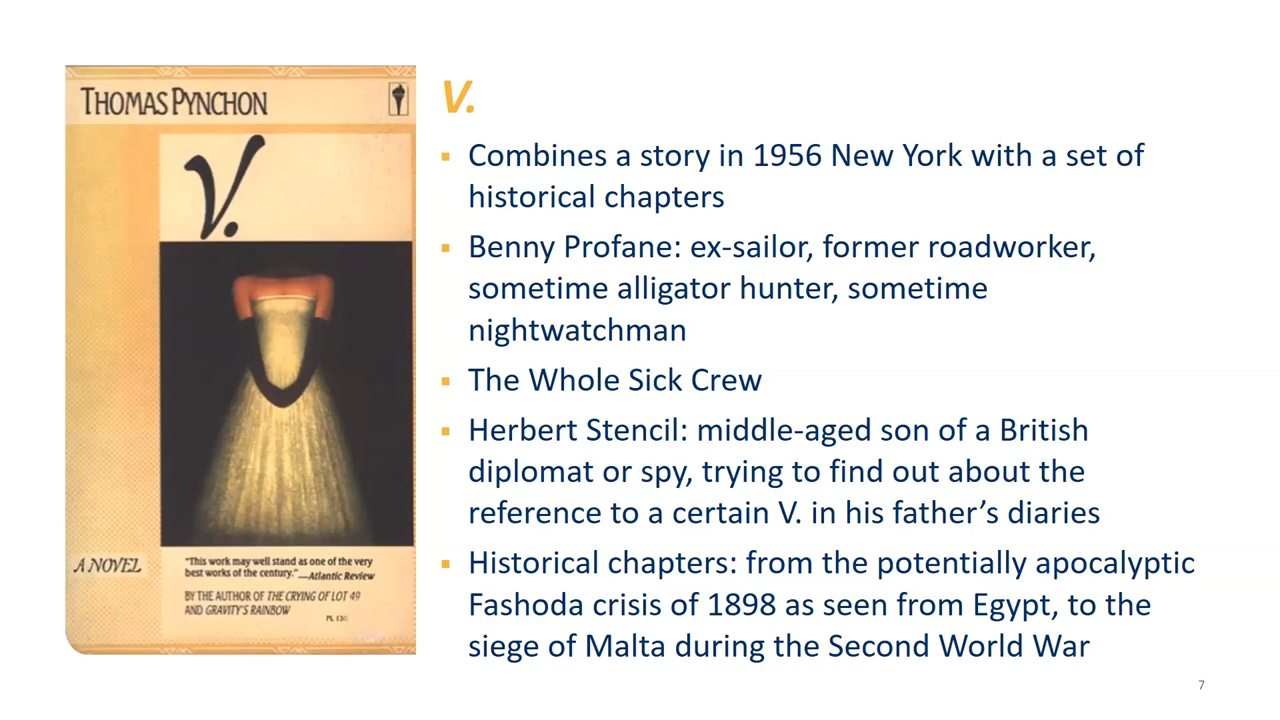 THOMAS PYNCHON
V.
A NOVEL
"This work may well stand as one of the very
best works of the century."—Atlantic Review
BY THE AUTHOR OF THE CRYING OF LOT 49
AND GRAVITY'S RAINBOW
V.
▪ Combines a story in 1956 New York with a set of
historical chapters
▪ Benny Profane: ex-sailor, former roadworker,
sometime alligator hunter, sometime
nightwatchman
▪ The Whole Sick Crew
▪ Herbert Stencil: middle-aged son of a British
diplomat or spy, trying to find out about the
reference to a certain V. in his father’s diaries
▪ Historical chapters: from the potentially apocalyptic
Fashoda crisis of 1898 as seen from Egypt, to the
siege of Malta during the Second World War
7